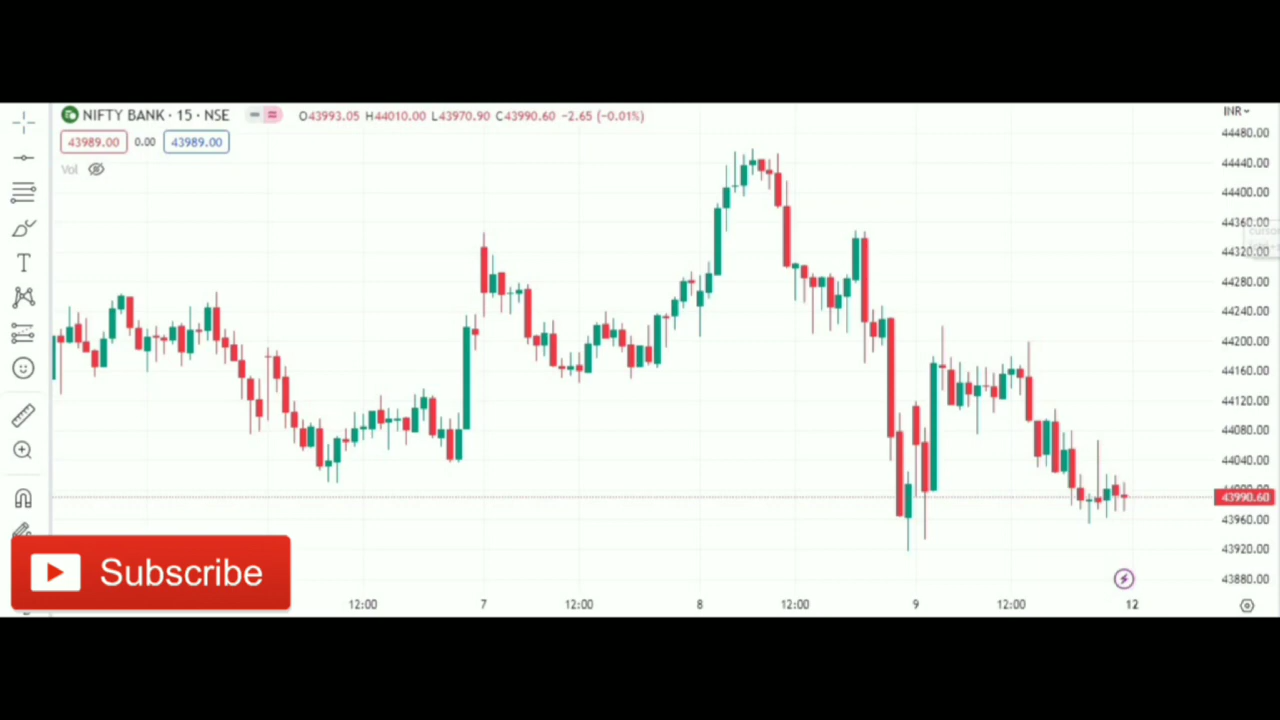 NIFTY BANK · 15 · NSE O43993.05 H44010.00 L43970.90 C43990.60 −2.65 (−0.01%)
INR
43989.00 0.00 43989.00
Vol
44480.00
44440.00
44400.00
44360.00
44320.00
44280.00
44240.00
44200.00
44160.00
44120.00
44080.00
44040.00
43990.60
43960.00
43920.00
43880.00
Subscribe
12:00 7 12:00 8 12:00 9 12:00 12